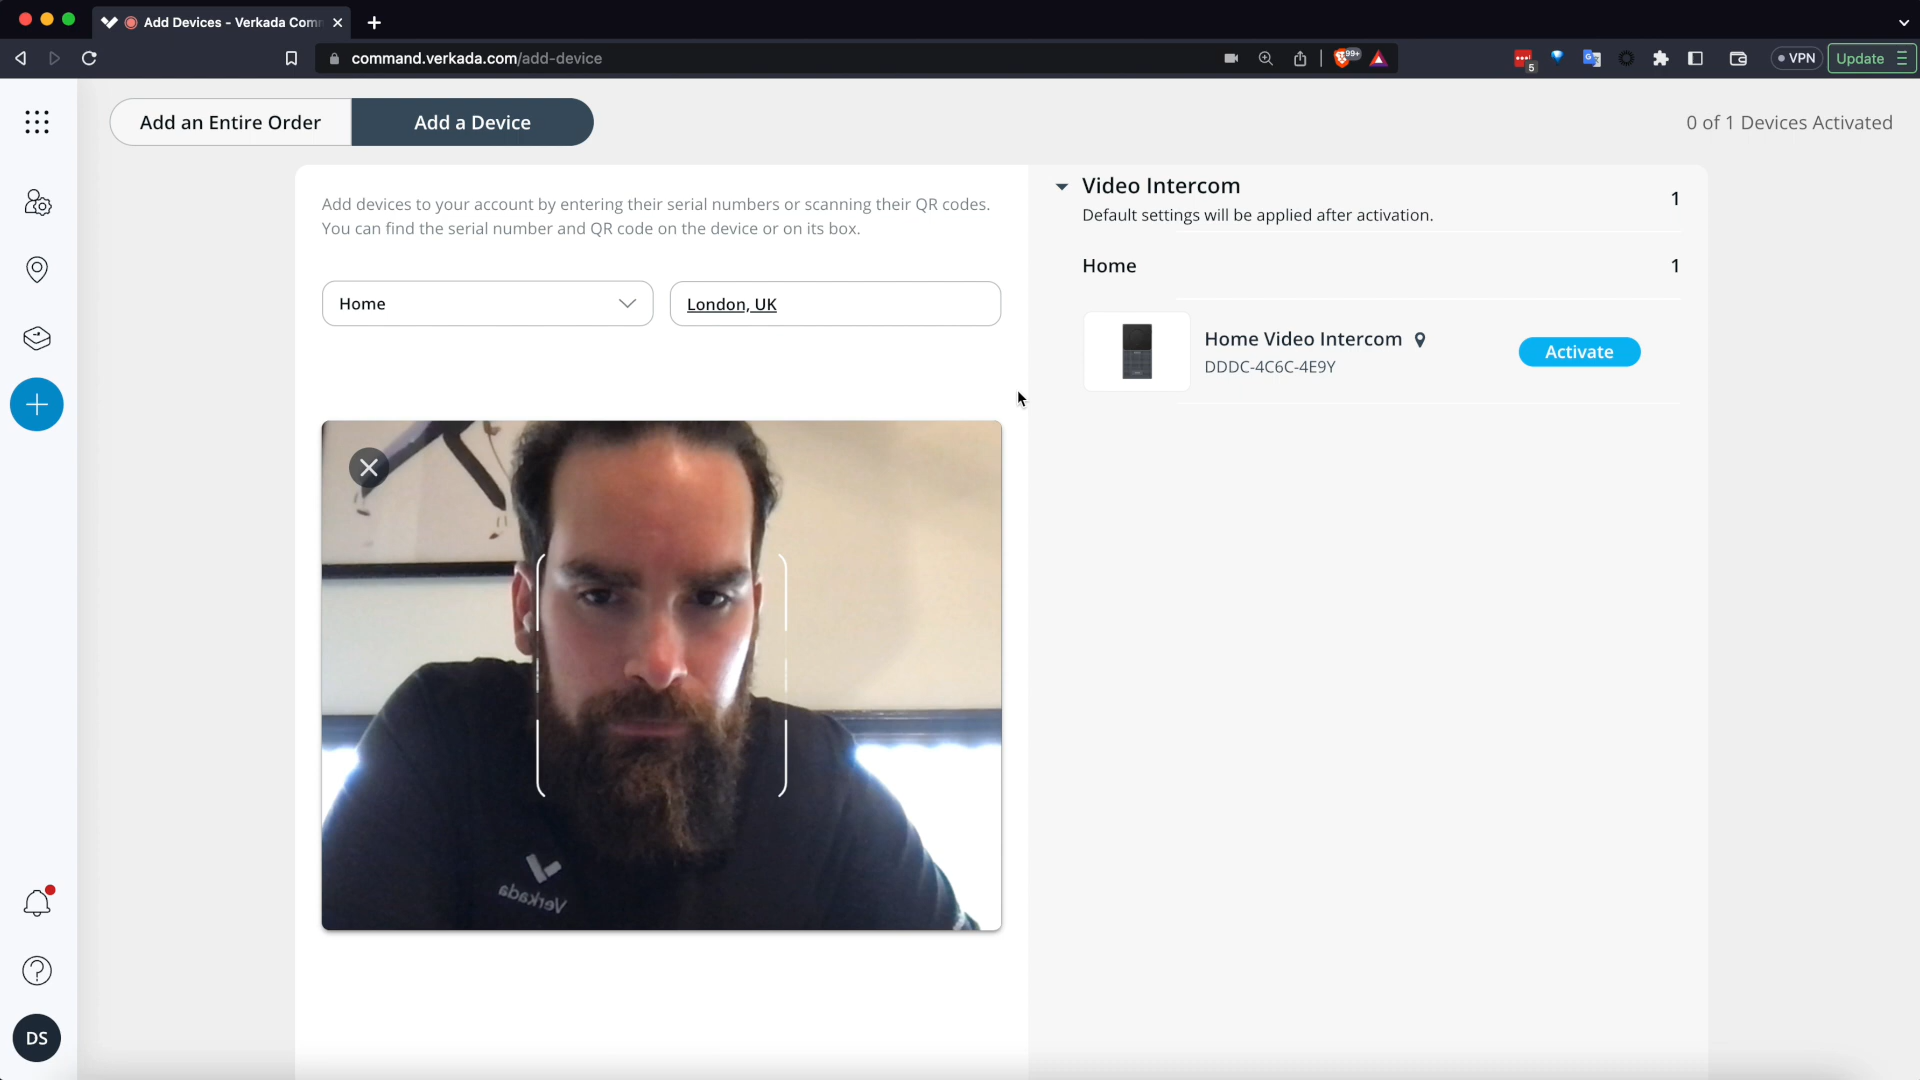 Add Devices - Verkada Com
command.verkada.com/add-device
99+
5
VPN
Update
Add an Entire Order
Add a Device
0 of 1 Devices Activated
Add devices to your account by entering their serial numbers or scanning their QR codes.
You can find the serial number and QR code on the device or on its box.
Home
London, UK
Video Intercom
1
Default settings will be applied after activation.
Home
1
Home Video Intercom
DDDC-4C6C-4E9Y
Activate
Verkada
DS